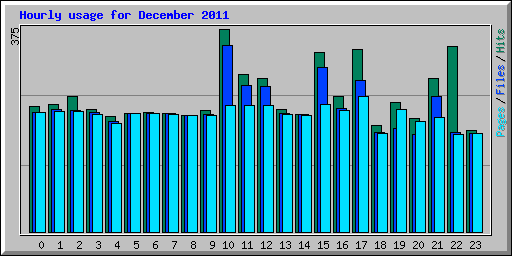 Hourly usage for December 2011
375
Pages/Files/Hits
0 1 2 3 4 5 6 7 8 9 10 11 12 13 14 15 16 17 18 19 20 21 22 23